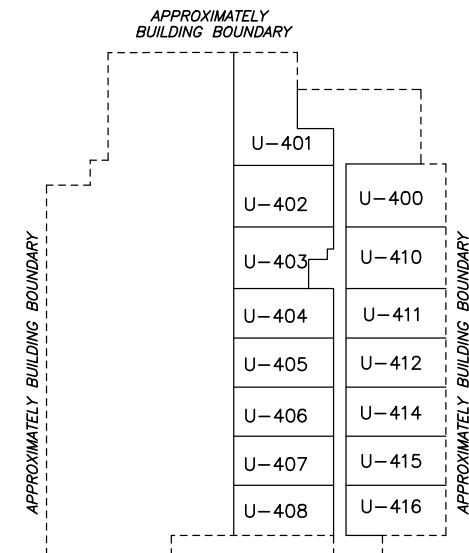 APPROXIMATELY
BUILDING BOUNDARY
U-401
U-402
U-400
U-403
U-410
U-404
U-411
U-405
U-412
U-406
U-414
U-407
U-415
U-408
U-416
APPROXIMATELY BUILDING BOUNDARY
APPROXIMATELY BUILDING BOUNDARY